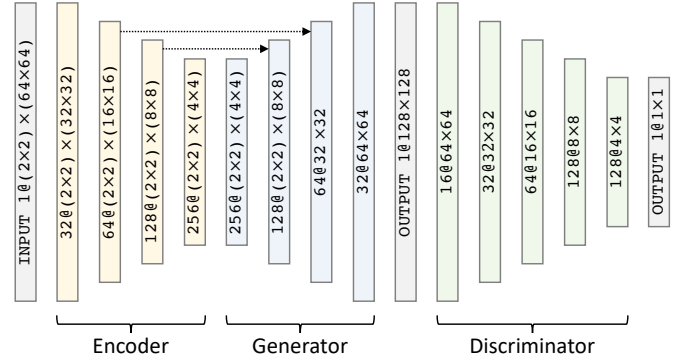 INPUT 1@(2×2)×(64×64)
32@(2×2)×(32×32)
64@(2×2)×(16×16)
128@(2×2)×(8×8)
256@(2×2)×(4×4)
256@(2×2)×(4×4)
128@(2×2)×(8×8)
64@32×32
32@64×64
OUTPUT 1@128×128
16@64×64
32@32×32
64@16×16
128@8×8
128@4×4
OUTPUT 1@1×1
Encoder
Generator
Discriminator